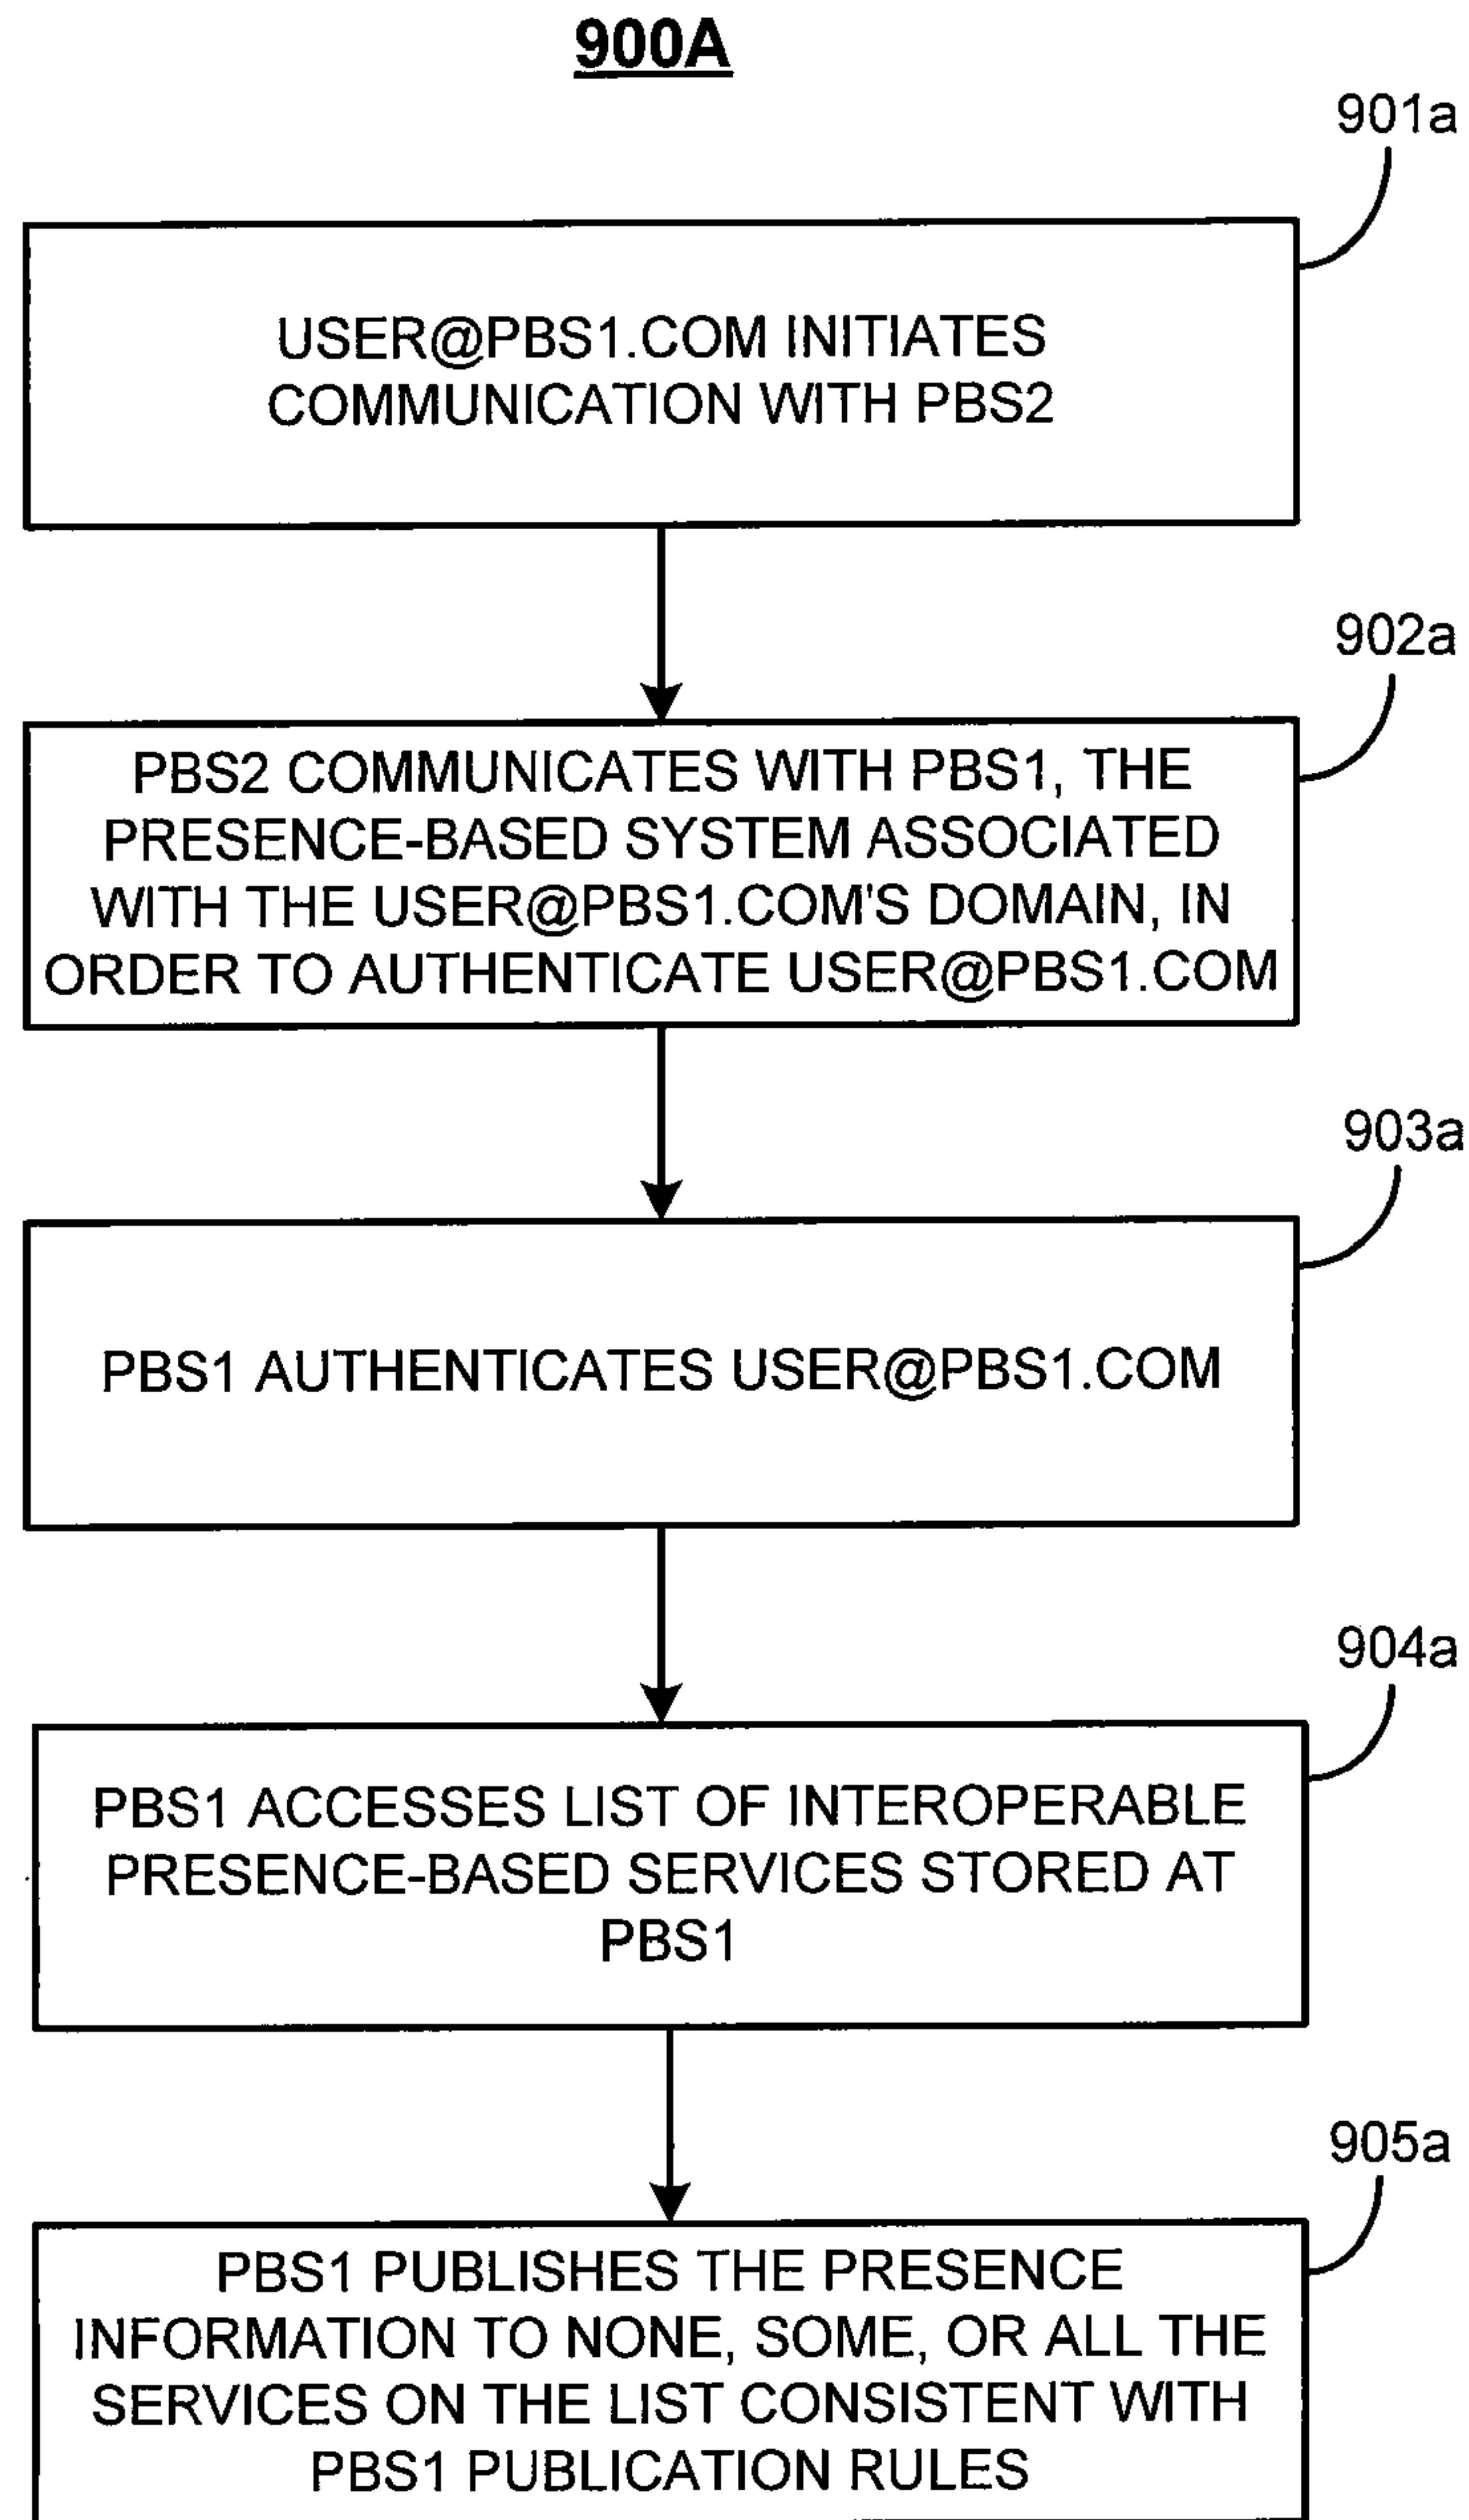 900A
901a
USER@PBS1.COM INITIATES
COMMUNICATION WITH PBS2
902a
PBS2 COMMUNICATES WITH PBS1, THE
PRESENCE-BASED SYSTEM ASSOCIATED
WITH THE USER@PBS1.COM'S DOMAIN, IN
ORDER TO AUTHENTICATE USER@PBS1.COM
903a
PBS1 AUTHENTICATES USER@PBS1.COM
904a
PBS1 ACCESSES LIST OF INTEROPERABLE
PRESENCE-BASED SERVICES STORED AT
PBS1
905a
PBS1 PUBLISHES THE PRESENCE
INFORMATION TO NONE, SOME, OR ALL THE
SERVICES ON THE LIST CONSISTENT WITH
PBS1 PUBLICATION RULES